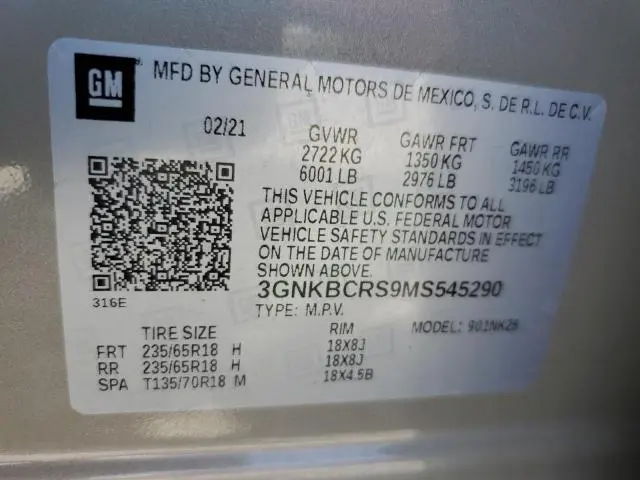 GM
MFD BY GENERAL MOTORS DE MEXICO, S. DE R.L. DE C.V.
02/21 GVWR GAWR FRT GAWR RR
2722 KG 1350 KG 1450 KG
6001 LB 2976 LB 3196 LB
THIS VEHICLE CONFORMS TO ALL
APPLICABLE U.S. FEDERAL MOTOR
VEHICLE SAFETY STANDARDS IN EFFECT
ON THE DATE OF MANUFACTURE
SHOWN ABOVE.
3GNKBCRS9MS545290
316E
TYPE: M.P.V. MODEL: 901NK26
TIRE SIZE RIM
FRT 235/65R18 H 18X8J
RR 235/65R18 H 18X8J
SPA T135/70R18 M 18X4.5B